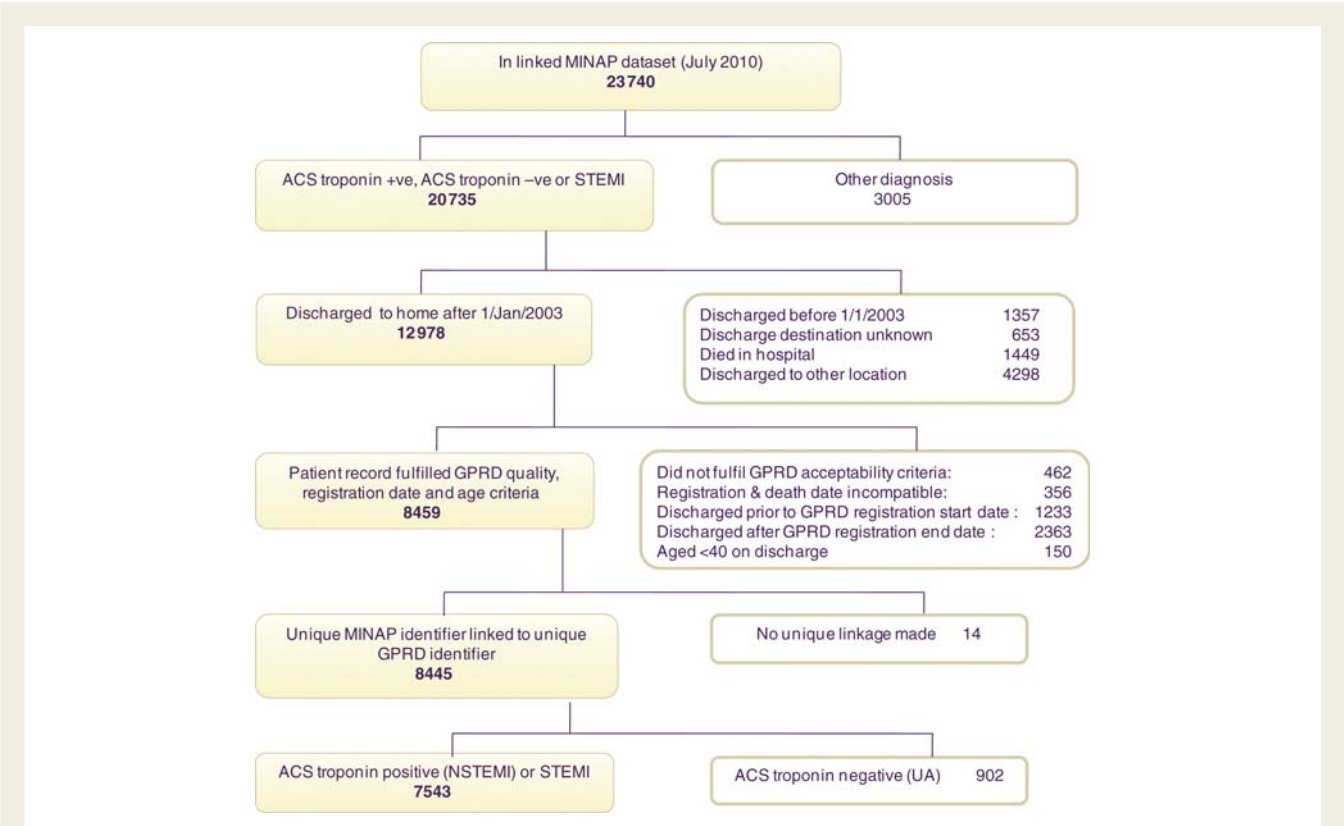 In linked MINAP dataset (July 2010)
23740
ACS troponin +ve, ACS troponin –ve or STEMI
20735
Other diagnosis
3005
Discharged to home after 1/Jan/2003
12978
Discharged before 1/1/2003 1357
Discharge destination unknown 653
Died in hospital 1449
Discharged to other location 4298
Patient record fulfilled GPRD quality,
registration date and age criteria
8459
Did not fulfil GPRD acceptability criteria: 462
Registration & death date incompatible: 356
Discharged prior to GPRD registration start date : 1233
Discharged after GPRD registration end date : 2363
Aged <40 on discharge 150
Unique MINAP identifier linked to unique
GPRD identifier
8445
No unique linkage made 14
ACS troponin positive (NSTEMI) or STEMI
7543
ACS troponin negative (UA) 902